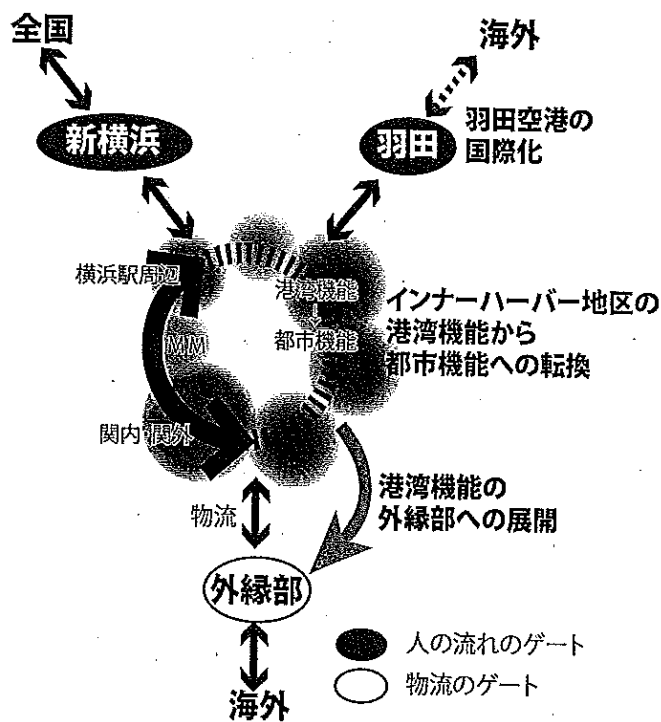 全国
海外
新横浜
羽田
羽田空港の
国際化
横浜駅周辺
港湾機能
都市機能
インナーハーバー地区の
港湾機能から
都市機能への転換
MM
関内 関外
物流
港湾機能の
外縁部への展開
外縁部
海外
人の流れのゲート
物流のゲート